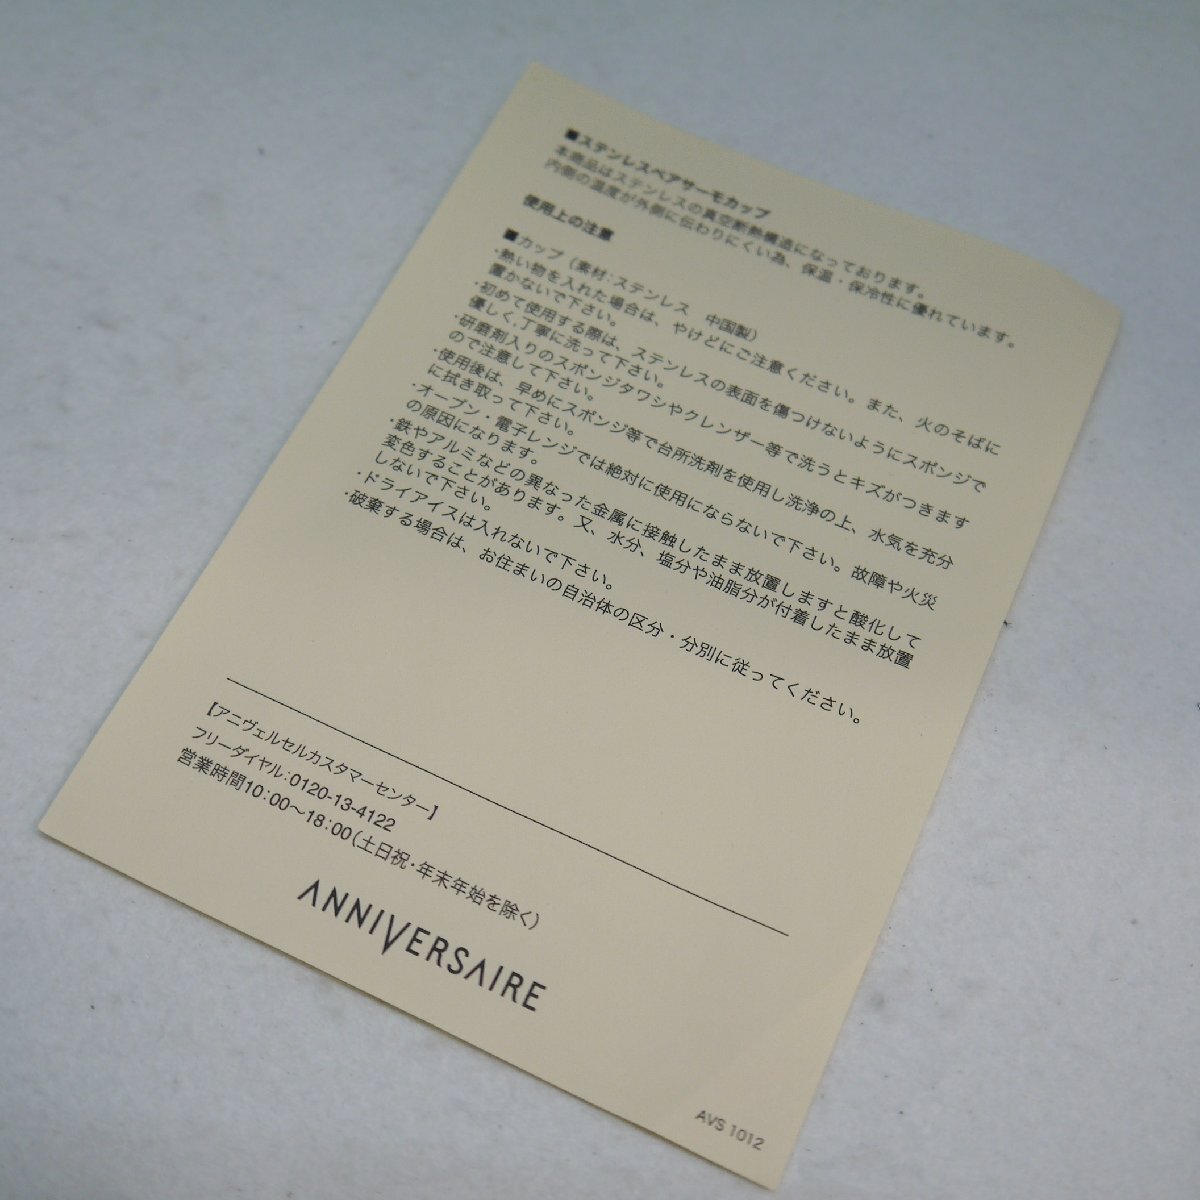 ■ステンレスペアサーモカップ
本商品はステンレスの真空断熱構造になっております。
内側の温度が外側に伝わりにくい為、保温・保冷性に優れています。
使用上の注意
■カップ（素材：ステンレス　中国製）
・熱い物を入れた場合は、やけどにご注意ください。また、火のそばに
置かないで下さい。
・初めて使用する際は、ステンレスの表面を傷つけないようにスポンジで
優しく、丁寧に洗って下さい。
・研磨剤入りのスポンジタワシやクレンザー等で洗うとキズがつきます
ので注意して下さい。
・使用後は、早めにスポンジ等で台所洗剤を使用し洗浄の上、水気を充分
に拭き取って下さい。
・オーブン・電子レンジでは絶対に使用にならないで下さい。故障や火災
の原因になります。
・鉄やアルミなどの異なった金属に接触したまま放置しますと酸化して
変色することがあります。又、水分、塩分や油脂分が付着したまま放置
しないで下さい。
・ドライアイスは入れないで下さい。
・破棄する場合は、お住まいの自治体の区分・分別に従ってください。
【アニヴェルセルカスタマーセンター】
フリーダイヤル：0120-13-4122
営業時間10：00～18：00（土日祝・年末年始を除く）
ANNIVERSAIRE
AVS 1012